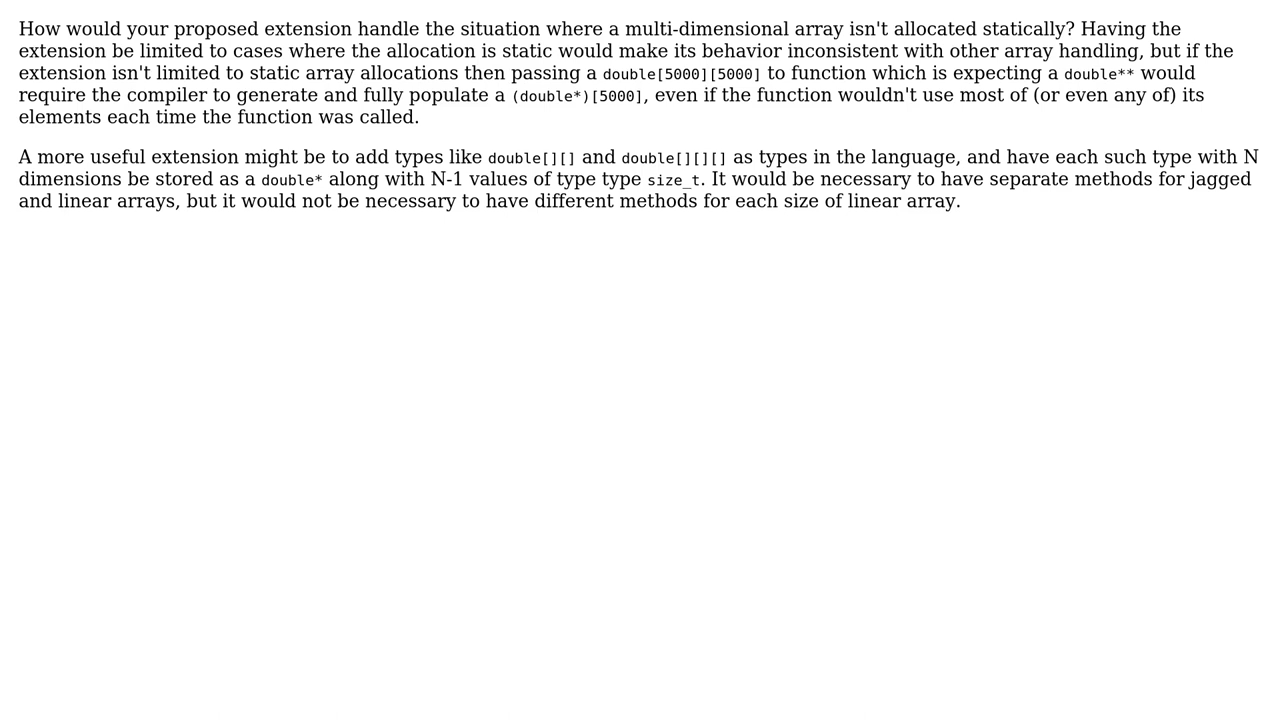 How would your proposed extension handle the situation where a multi-dimensional array isn't allocated statically? Having the
extension be limited to cases where the allocation is static would make its behavior inconsistent with other array handling, but if the
extension isn't limited to static array allocations then passing a double[5000][5000] to function which is expecting a double** would
require the compiler to generate and fully populate a (double*)[5000], even if the function wouldn't use most of (or even any of) its
elements each time the function was called.
A more useful extension might be to add types like double[][] and double[][][] as types in the language, and have each such type with N
dimensions be stored as a double* along with N-1 values of type type size_t. It would be necessary to have separate methods for jagged
and linear arrays, but it would not be necessary to have different methods for each size of linear array.